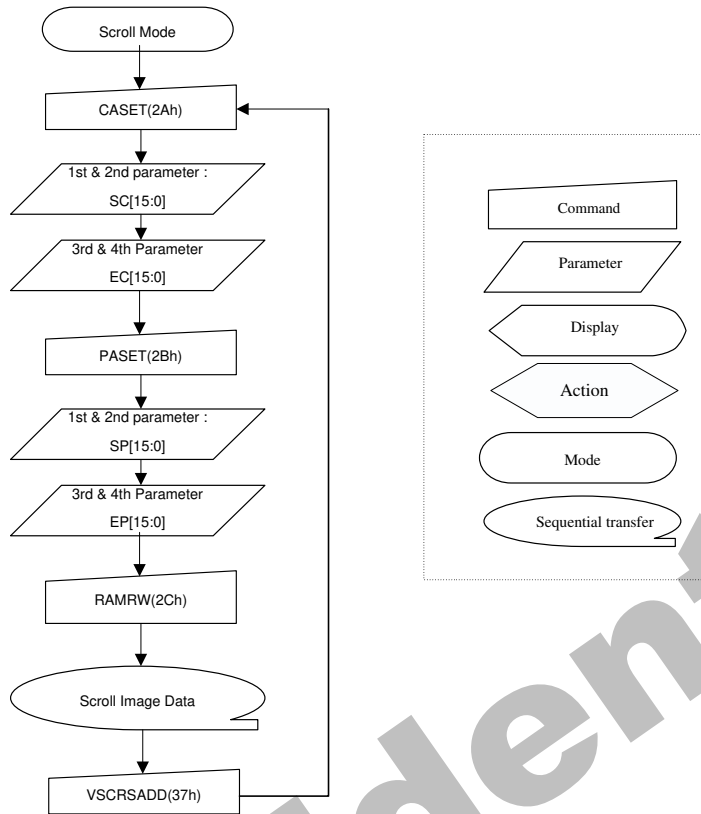 Scroll Mode
CASET(2Ah)
1st & 2nd parameter :
SC[15:0]
3rd & 4th Parameter
EC[15:0]
PASET(2Bh)
1st & 2nd parameter :
SP[15:0]
3rd & 4th Parameter
EP[15:0]
RAMRW(2Ch)
Scroll Image Data
VSCRSADD(37h)
Command
Parameter
Display
Action
Mode
Sequential transfer